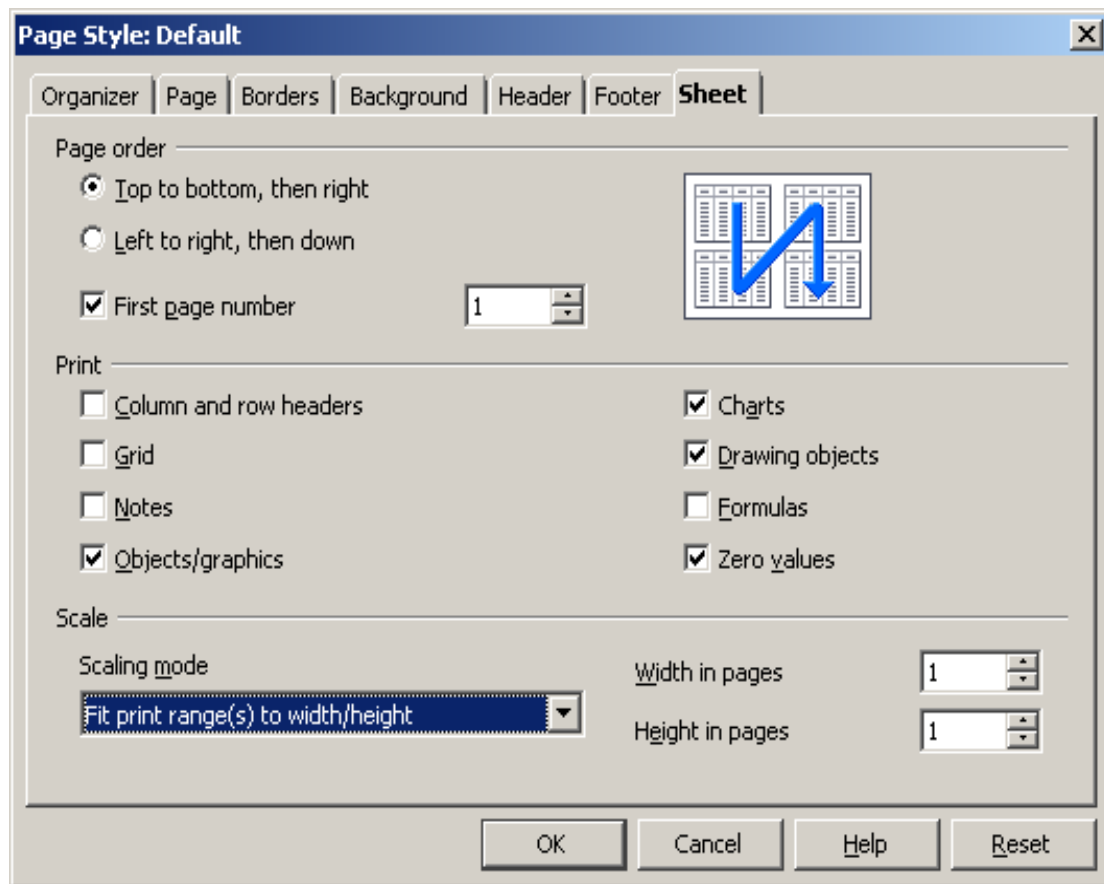 Page Style: Default
Organizer Page Borders Background Header Footer Sheet
Page order
Top to bottom, then right
Left to right, then down
First page number 1
Print
Column and row headers Charts
Grid Drawing objects
Notes Formulas
Objects/graphics Zero values
Scale
Scaling mode Width in pages 1
Fit print range(s) to width/height Height in pages 1
OK Cancel Help Reset